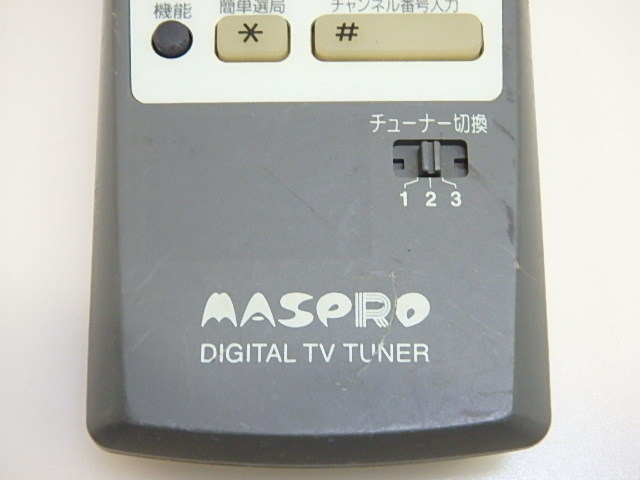 機能 簡単選局 チャンネル番号入力
* #
チューナー切換
1 2 3
MASPRO
DIGITAL TV TUNER